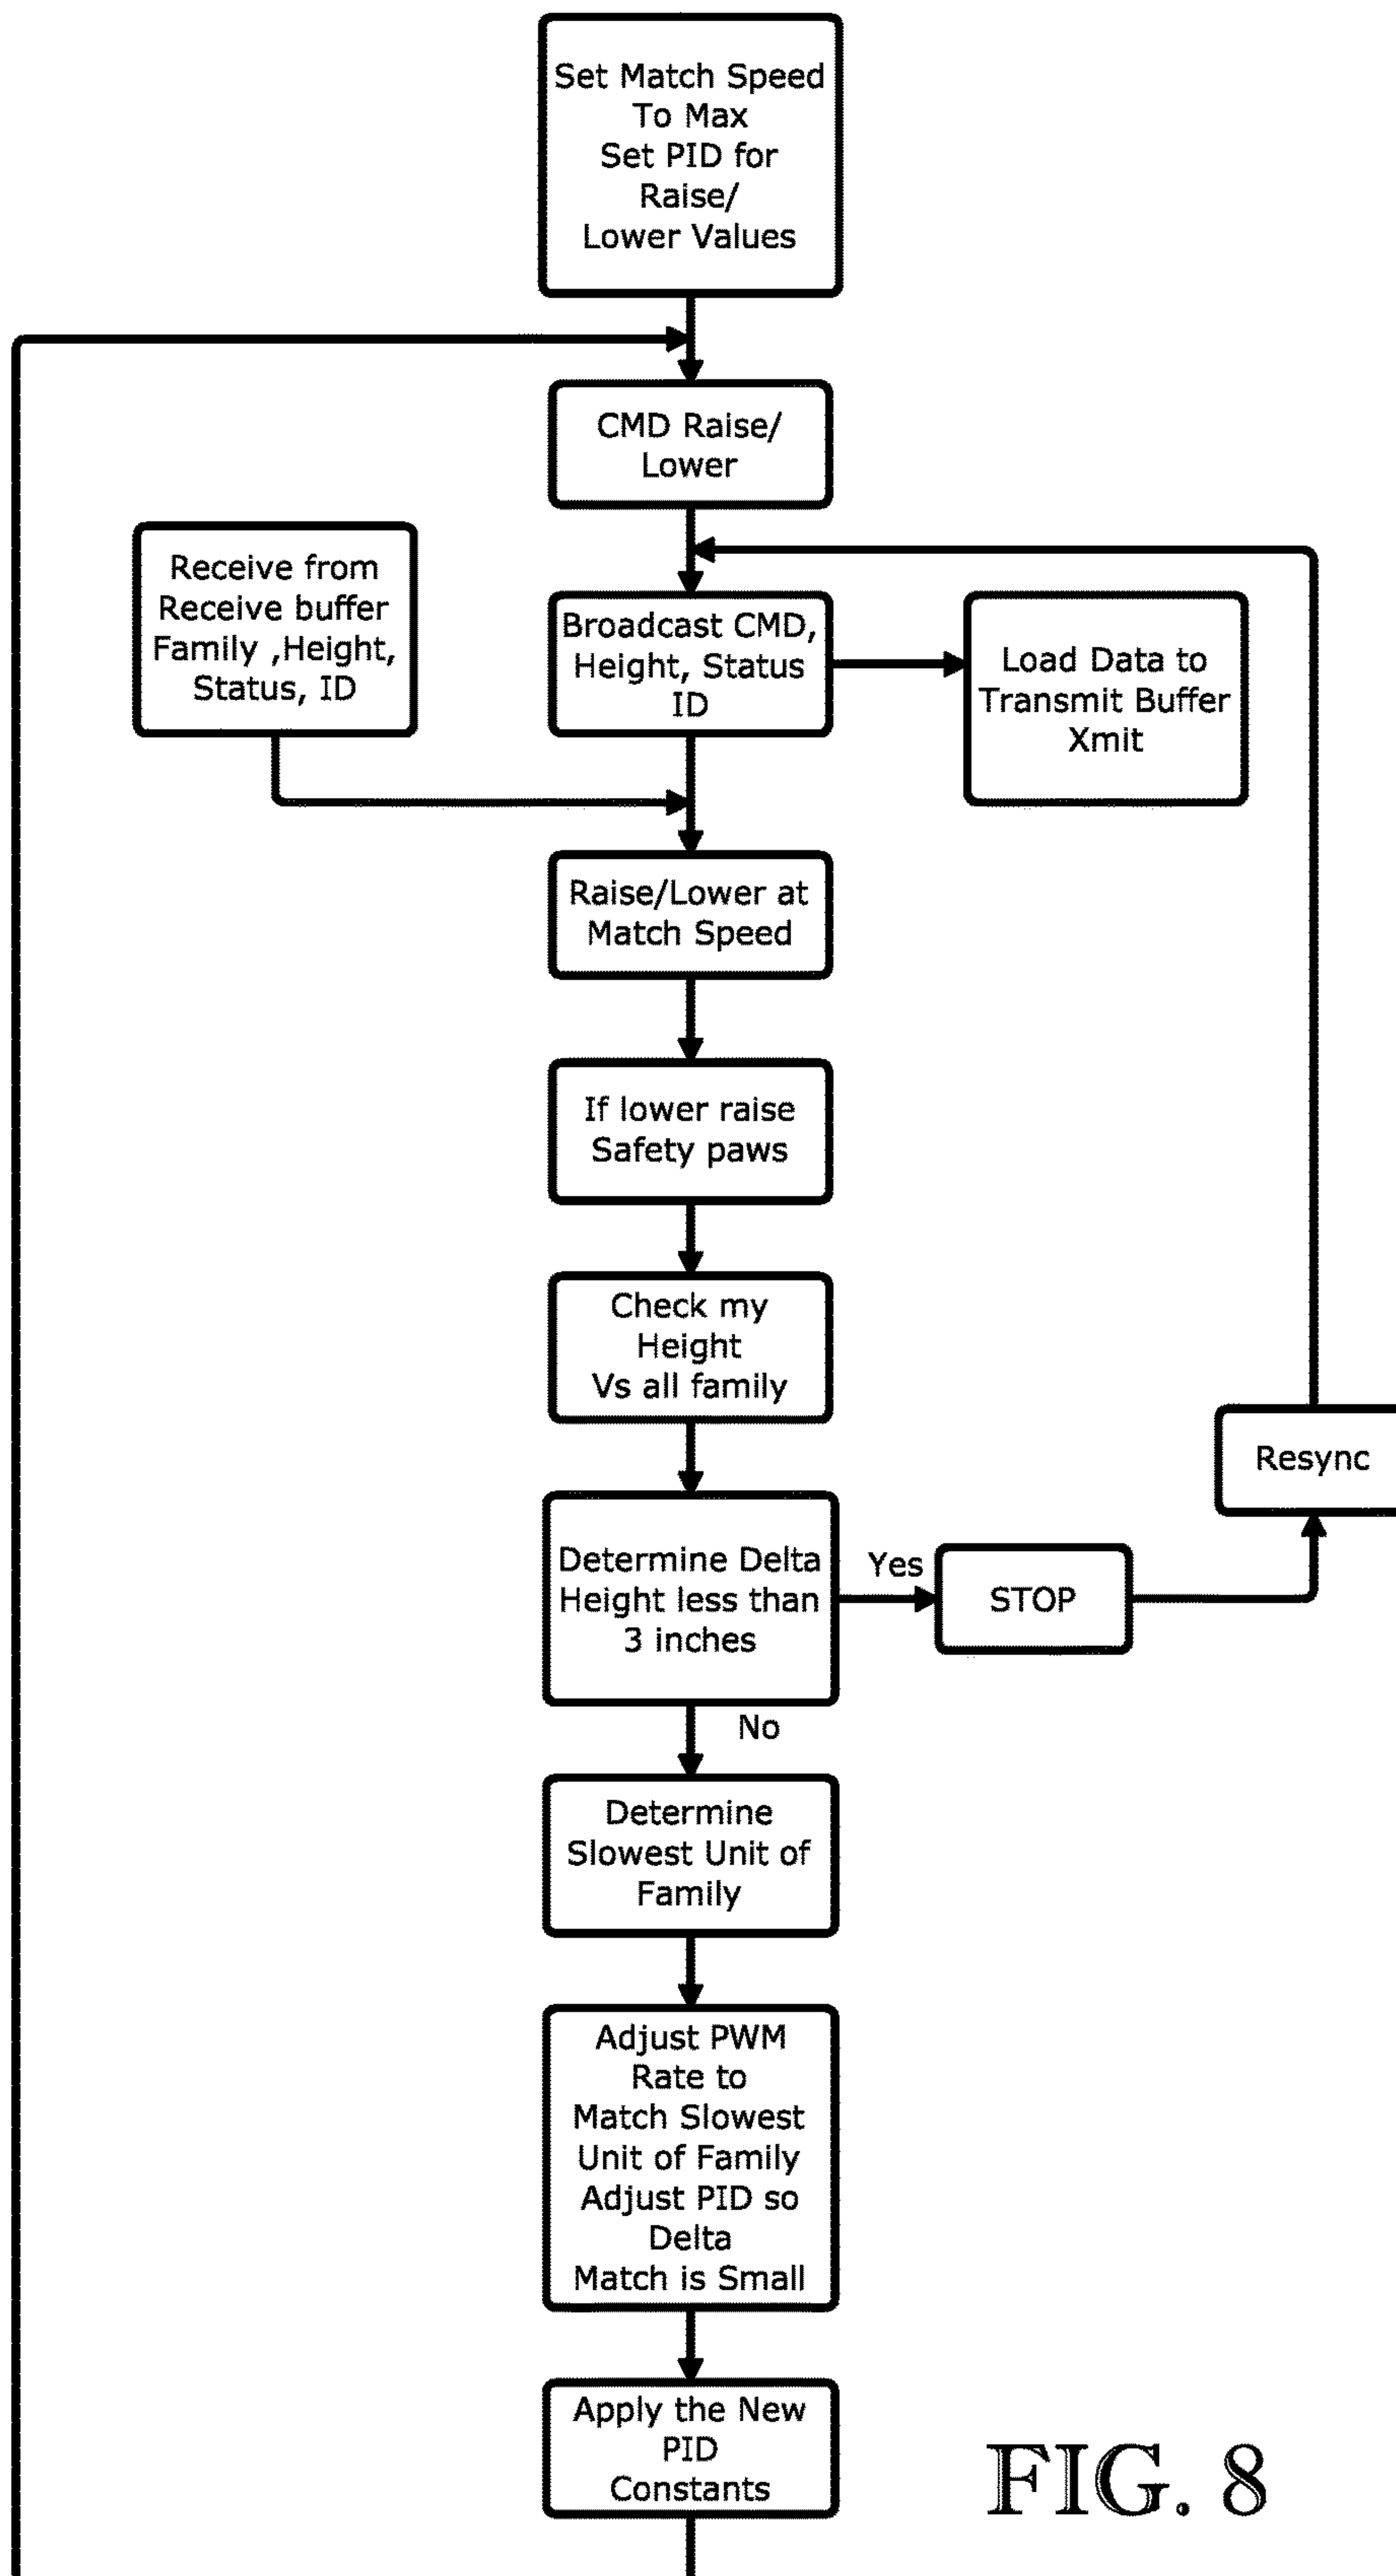 Set Match Speed
To Max
Set PID for
Raise/
Lower Values
CMD Raise/
Lower
Receive from
Receive buffer
Family ,Height,
Status, ID
Broadcast CMD,
Height, Status
ID
Load Data to
Transmit Buffer
Xmit
Raise/Lower at
Match Speed
If lower raise
Safety paws
Check my
Height
Vs all family
Resync
Determine Delta
Height less than
3 inches
Yes
STOP
No
Determine
Slowest Unit of
Family
Adjust PWM
Rate to
Match Slowest
Unit of Family
Adjust PID so
Delta
Match is Small
Apply the New
PID
Constants
FIG. 8